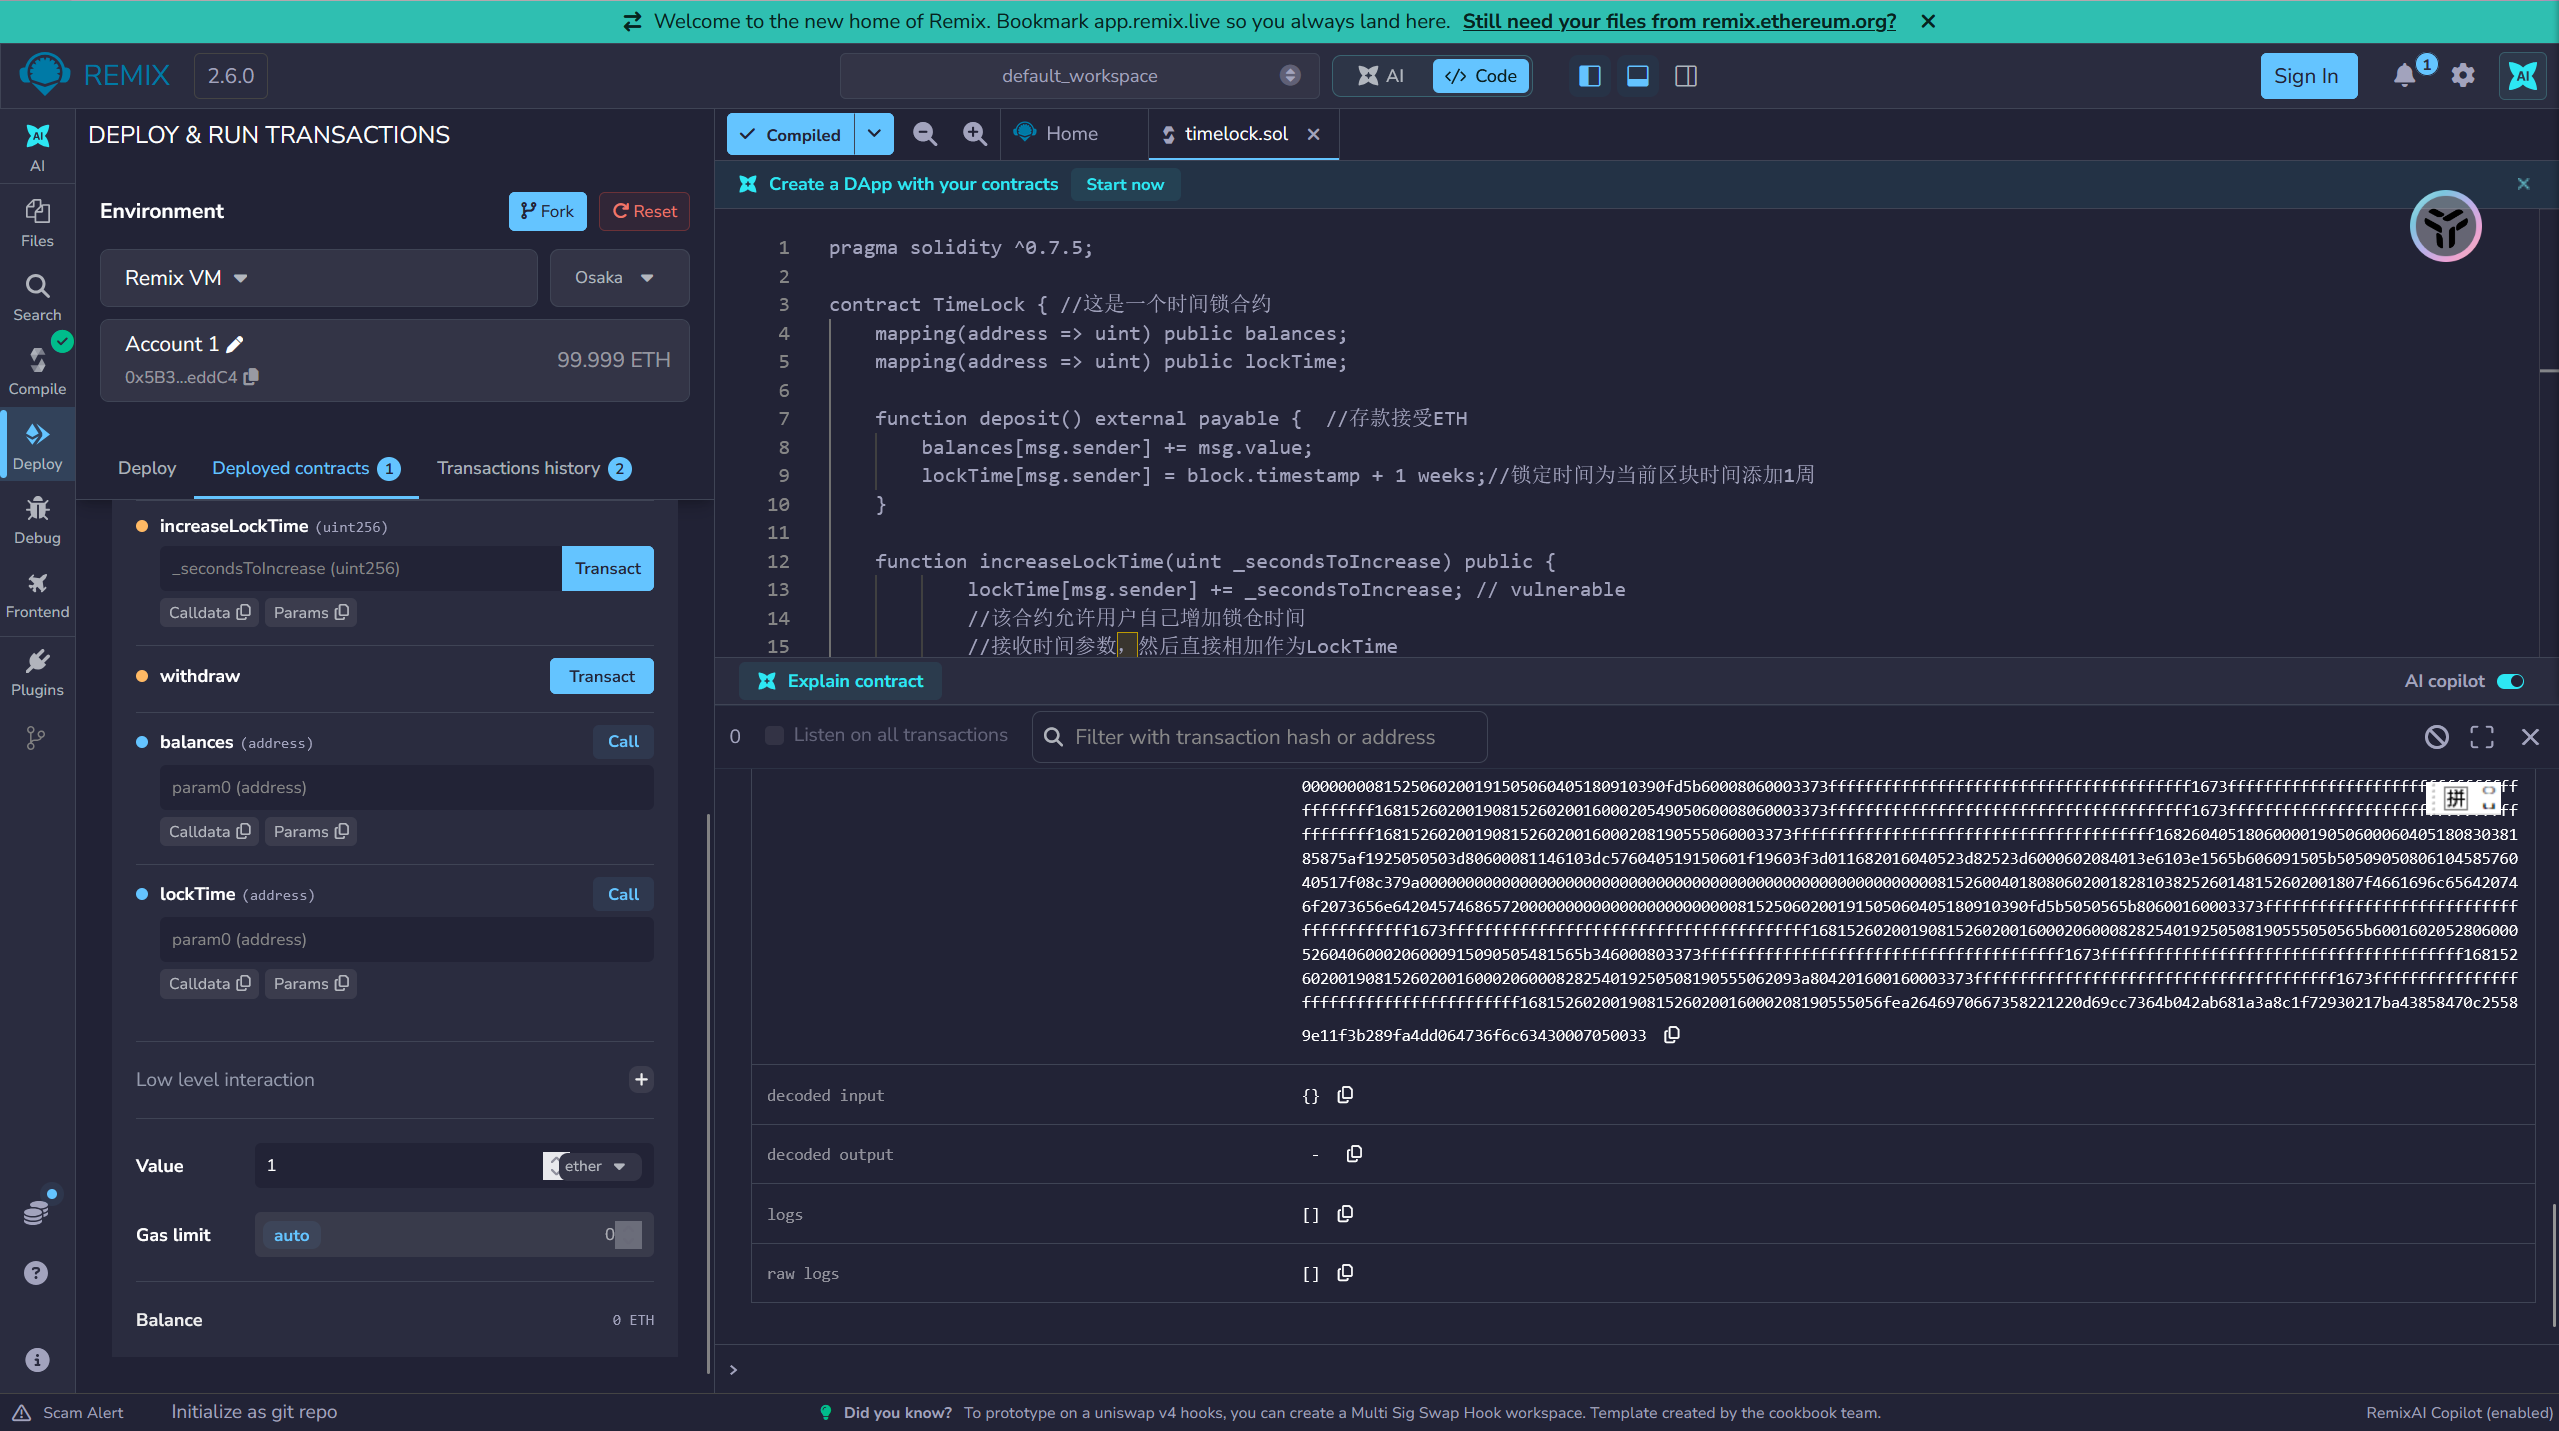 Welcome to the new home of Remix. Bookmark app.remix.live so you always land here. Still need your files from remix.ethereum.org?
REMIX 2.6.0
default_workspace
AI
Code
Sign In
1
AI
DEPLOY & RUN TRANSACTIONS
AI
Files
Search
Compile
Deploy
Debug
Frontend
Plugins
Environment
Fork
Reset
Remix VM
Osaka
Account 1
0x5B3...eddC4
99.999 ETH
Deploy
Deployed contracts 1
Transactions history 2
increaseLockTime (uint256)
_secondsToIncrease (uint256)
Transact
Calldata
Params
withdraw
Transact
balances (address)
Call
param0 (address)
Calldata
Params
lockTime (address)
Call
param0 (address)
Calldata
Params
Low level interaction
Value
1
ether
Gas limit
auto
0
Balance
0 ETH
Compiled
Home
timelock.sol
Create a DApp with your contracts
Start now
1 pragma solidity ^0.7.5;
2
3 contract TimeLock { //这是一个时间锁合约
4 mapping(address => uint) public balances;
5 mapping(address => uint) public lockTime;
6
7 function deposit() external payable { //存款接受ETH
8 balances[msg.sender] += msg.value;
9 lockTime[msg.sender] = block.timestamp + 1 weeks;//锁定时间为当前区块时间添加1周
10 }
11
12 function increaseLockTime(uint _secondsToIncrease) public {
13 lockTime[msg.sender] += _secondsToIncrease; // vulnerable
14 //该合约允许用户自己增加锁仓时间
15 //接收时间参数，然后直接相加作为LockTime
Explain contract
AI copilot
0
Listen on all transactions
Filter with transaction hash or address
拼
9e11f3b289fa4dd064736f6c63430007050033
decoded input
{}
decoded output
-
logs
[]
raw logs
[]
>
Scam Alert
Initialize as git repo
Did you know? To prototype on a uniswap v4 hooks, you can create a Multi Sig Swap Hook workspace. Template created by the cookbook team.
RemixAI Copilot (enabled)